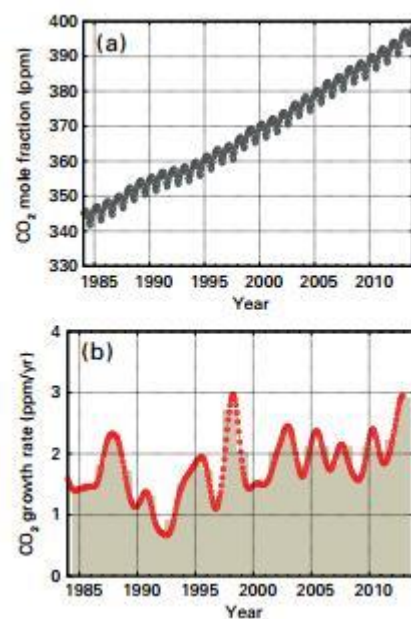 (a)
CO₂ mole fraction (ppm)
400
390
380
370
360
350
340
330
1985 1990 1995 2000 2005 2010
Year
(b)
CO₂ growth rate (ppm/yr)
4
3
2
1
0
1985 1990 1995 2000 2005 2010
Year